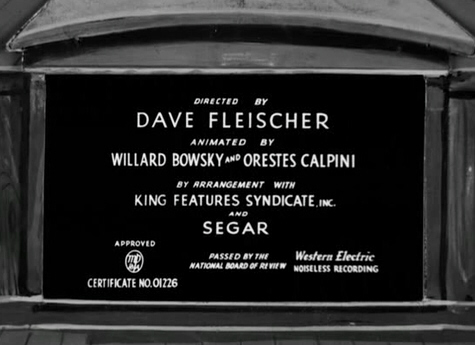 DIRECTED BY
DAVE FLEISCHER
ANIMATED BY
WILLARD BOWSKY AND ORESTES CALPINI
BY ARRANGEMENT WITH
KING FEATURES SYNDICATE, INC.
AND
SEGAR
APPROVED
CERTIFICATE NO. 01226
PASSED BY THE
NATIONAL BOARD OF REVIEW
Western Electric
NOISELESS RECORDING